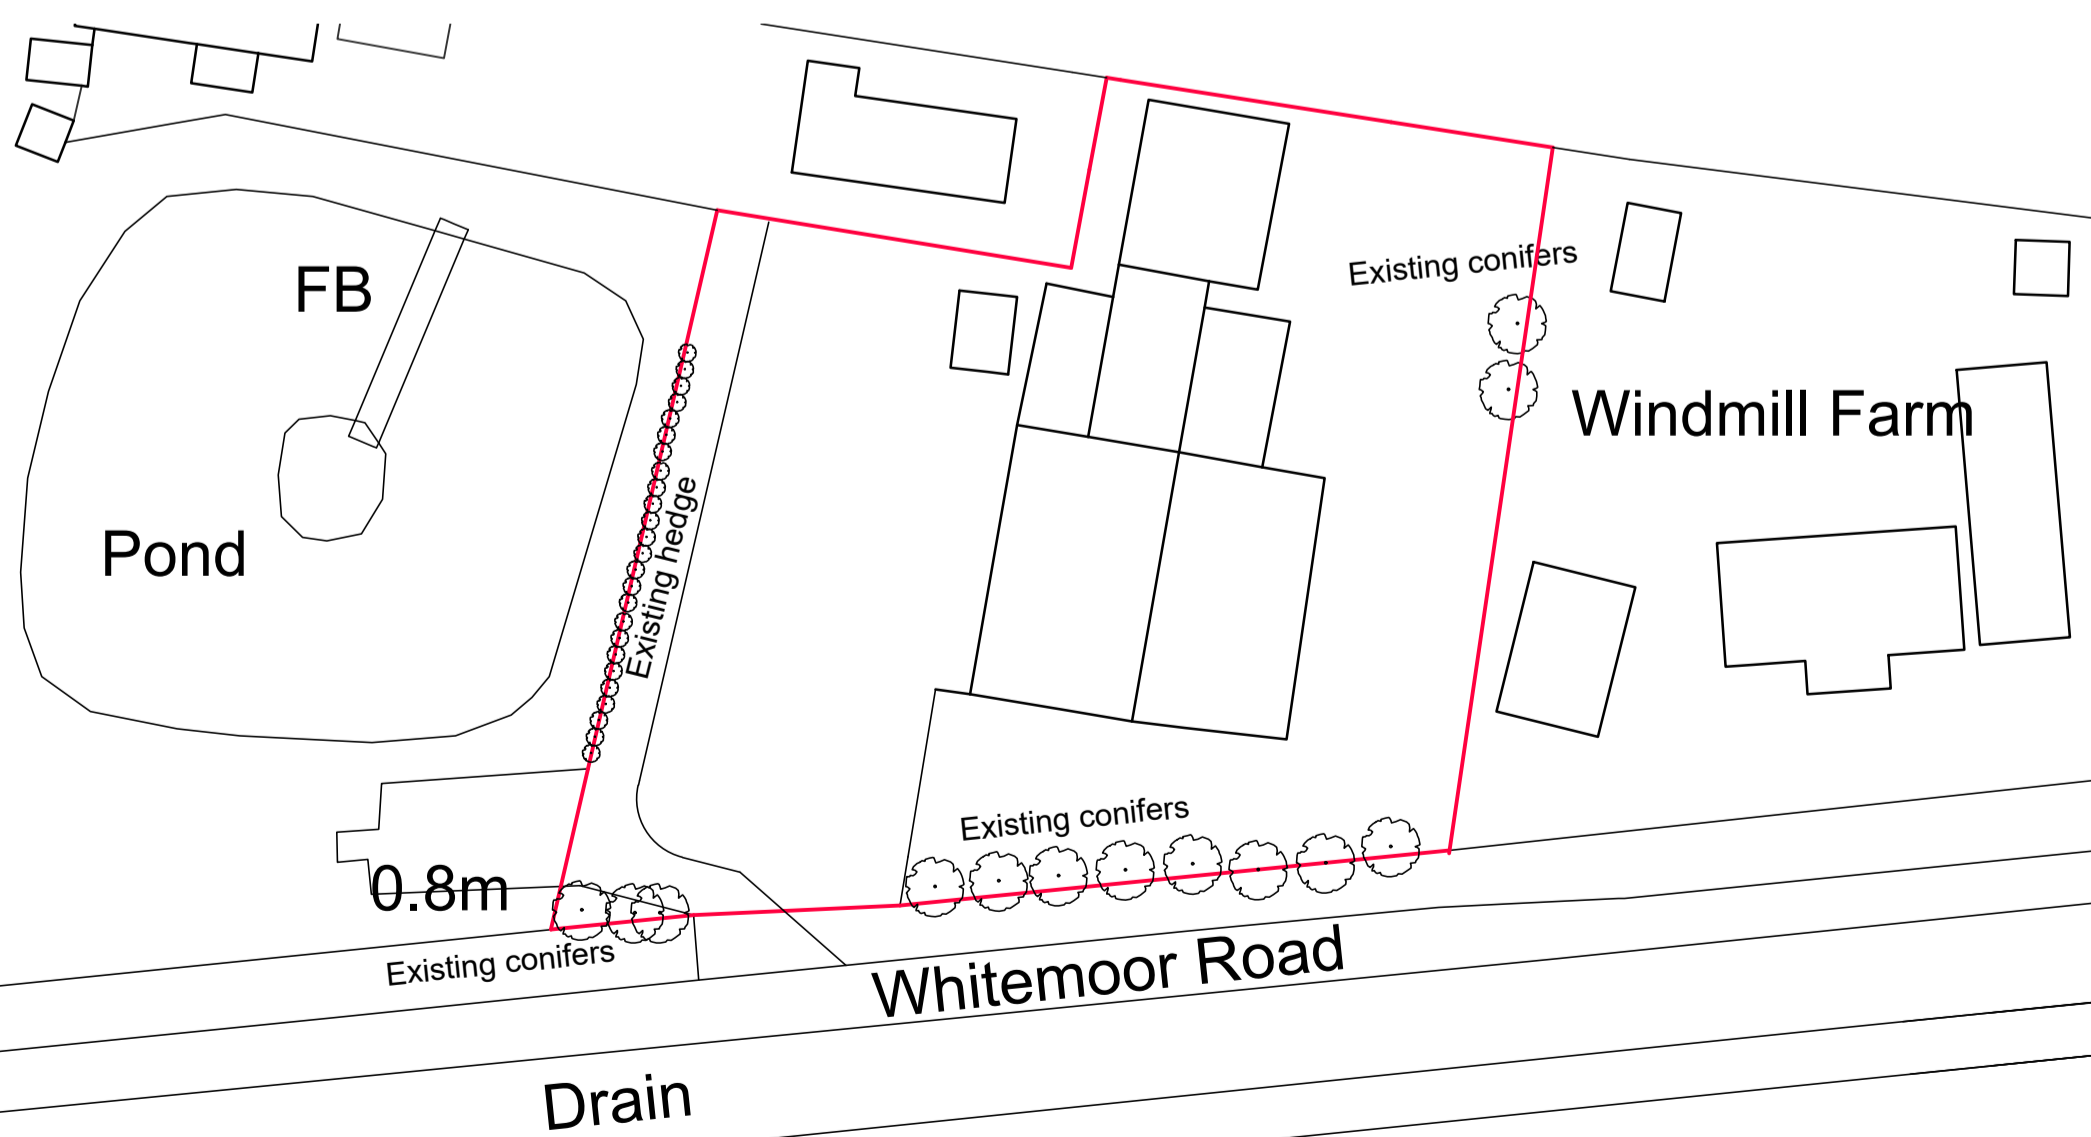 Existing conifers
FB
Windmill Farm
Pond
Existing hedge
Existing conifers
0.8m
Existing conifers
Whitemoor Road
Drain